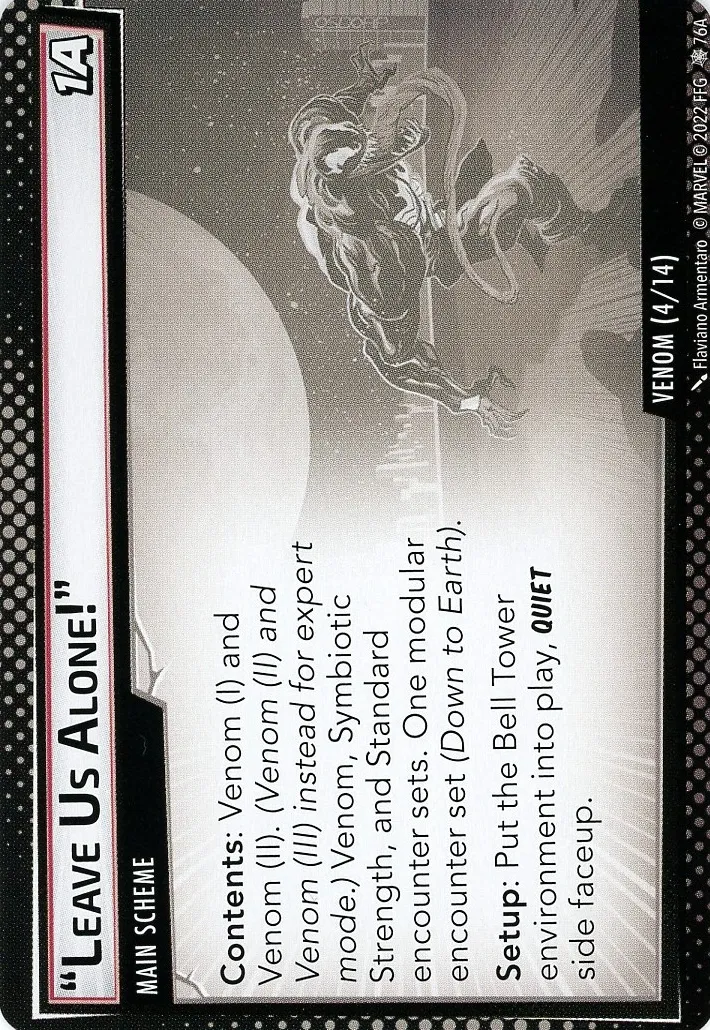 “LEAVE US ALONE!”
1A
MAIN SCHEME
OSCORP
Contents: Venom (I) and
Venom (II). (Venom (II) and
Venom (III) instead for expert
mode.) Venom, Symbiotic
Strength, and Standard
encounter sets. One modular
encounter set (Down to Earth).
Setup: Put the Bell Tower
environment into play, QUIET
side faceup.
VENOM (4/14)
Flaviano Armentaro © MARVEL © 2022 FFG 76A